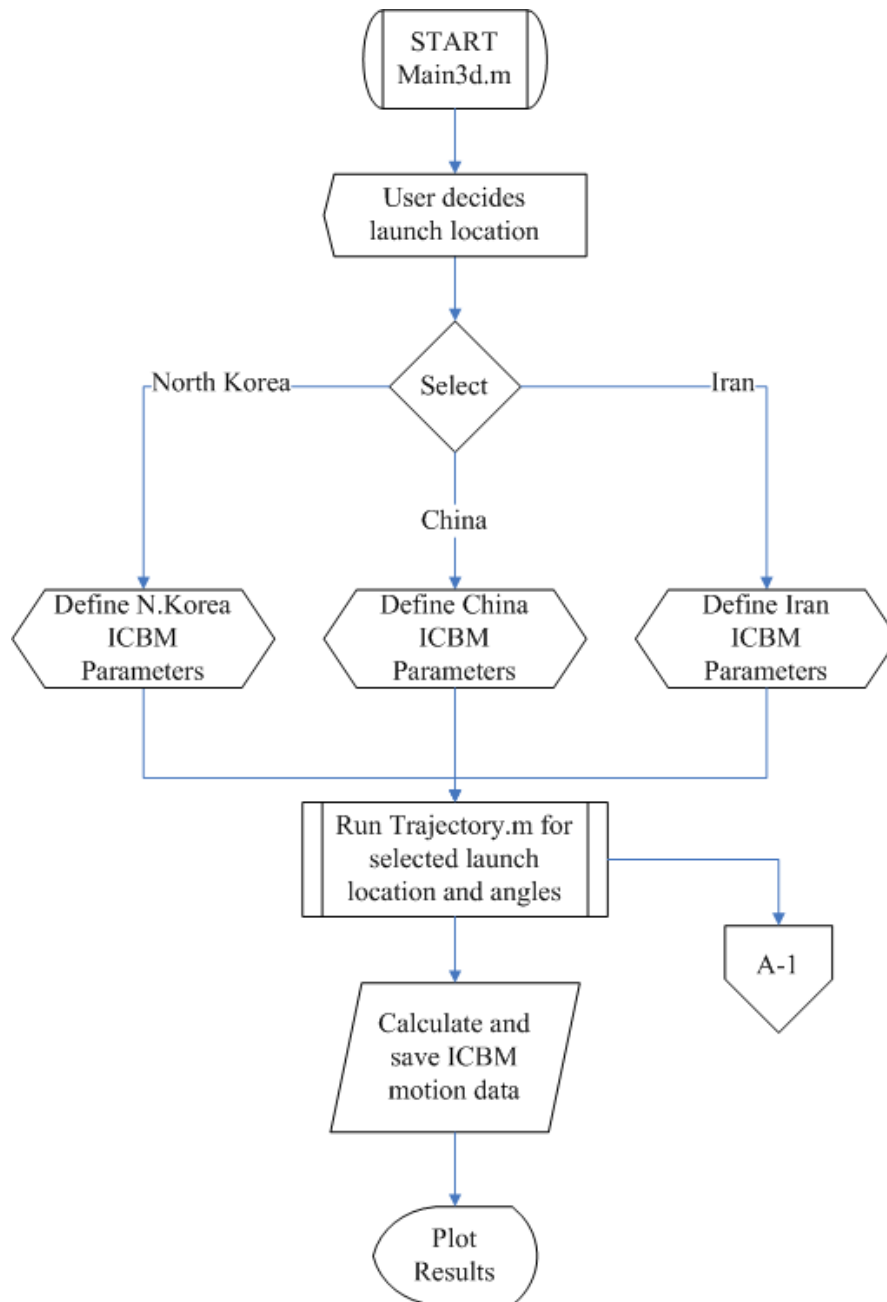 START
Main3d.m
User decides
launch location
Select
North Korea
Iran
China
Define N.Korea
ICBM
Parameters
Define China
ICBM
Parameters
Define Iran
ICBM
Parameters
Run Trajectory.m for
selected launch
location and angles
A-1
Calculate and
save ICBM
motion data
Plot
Results